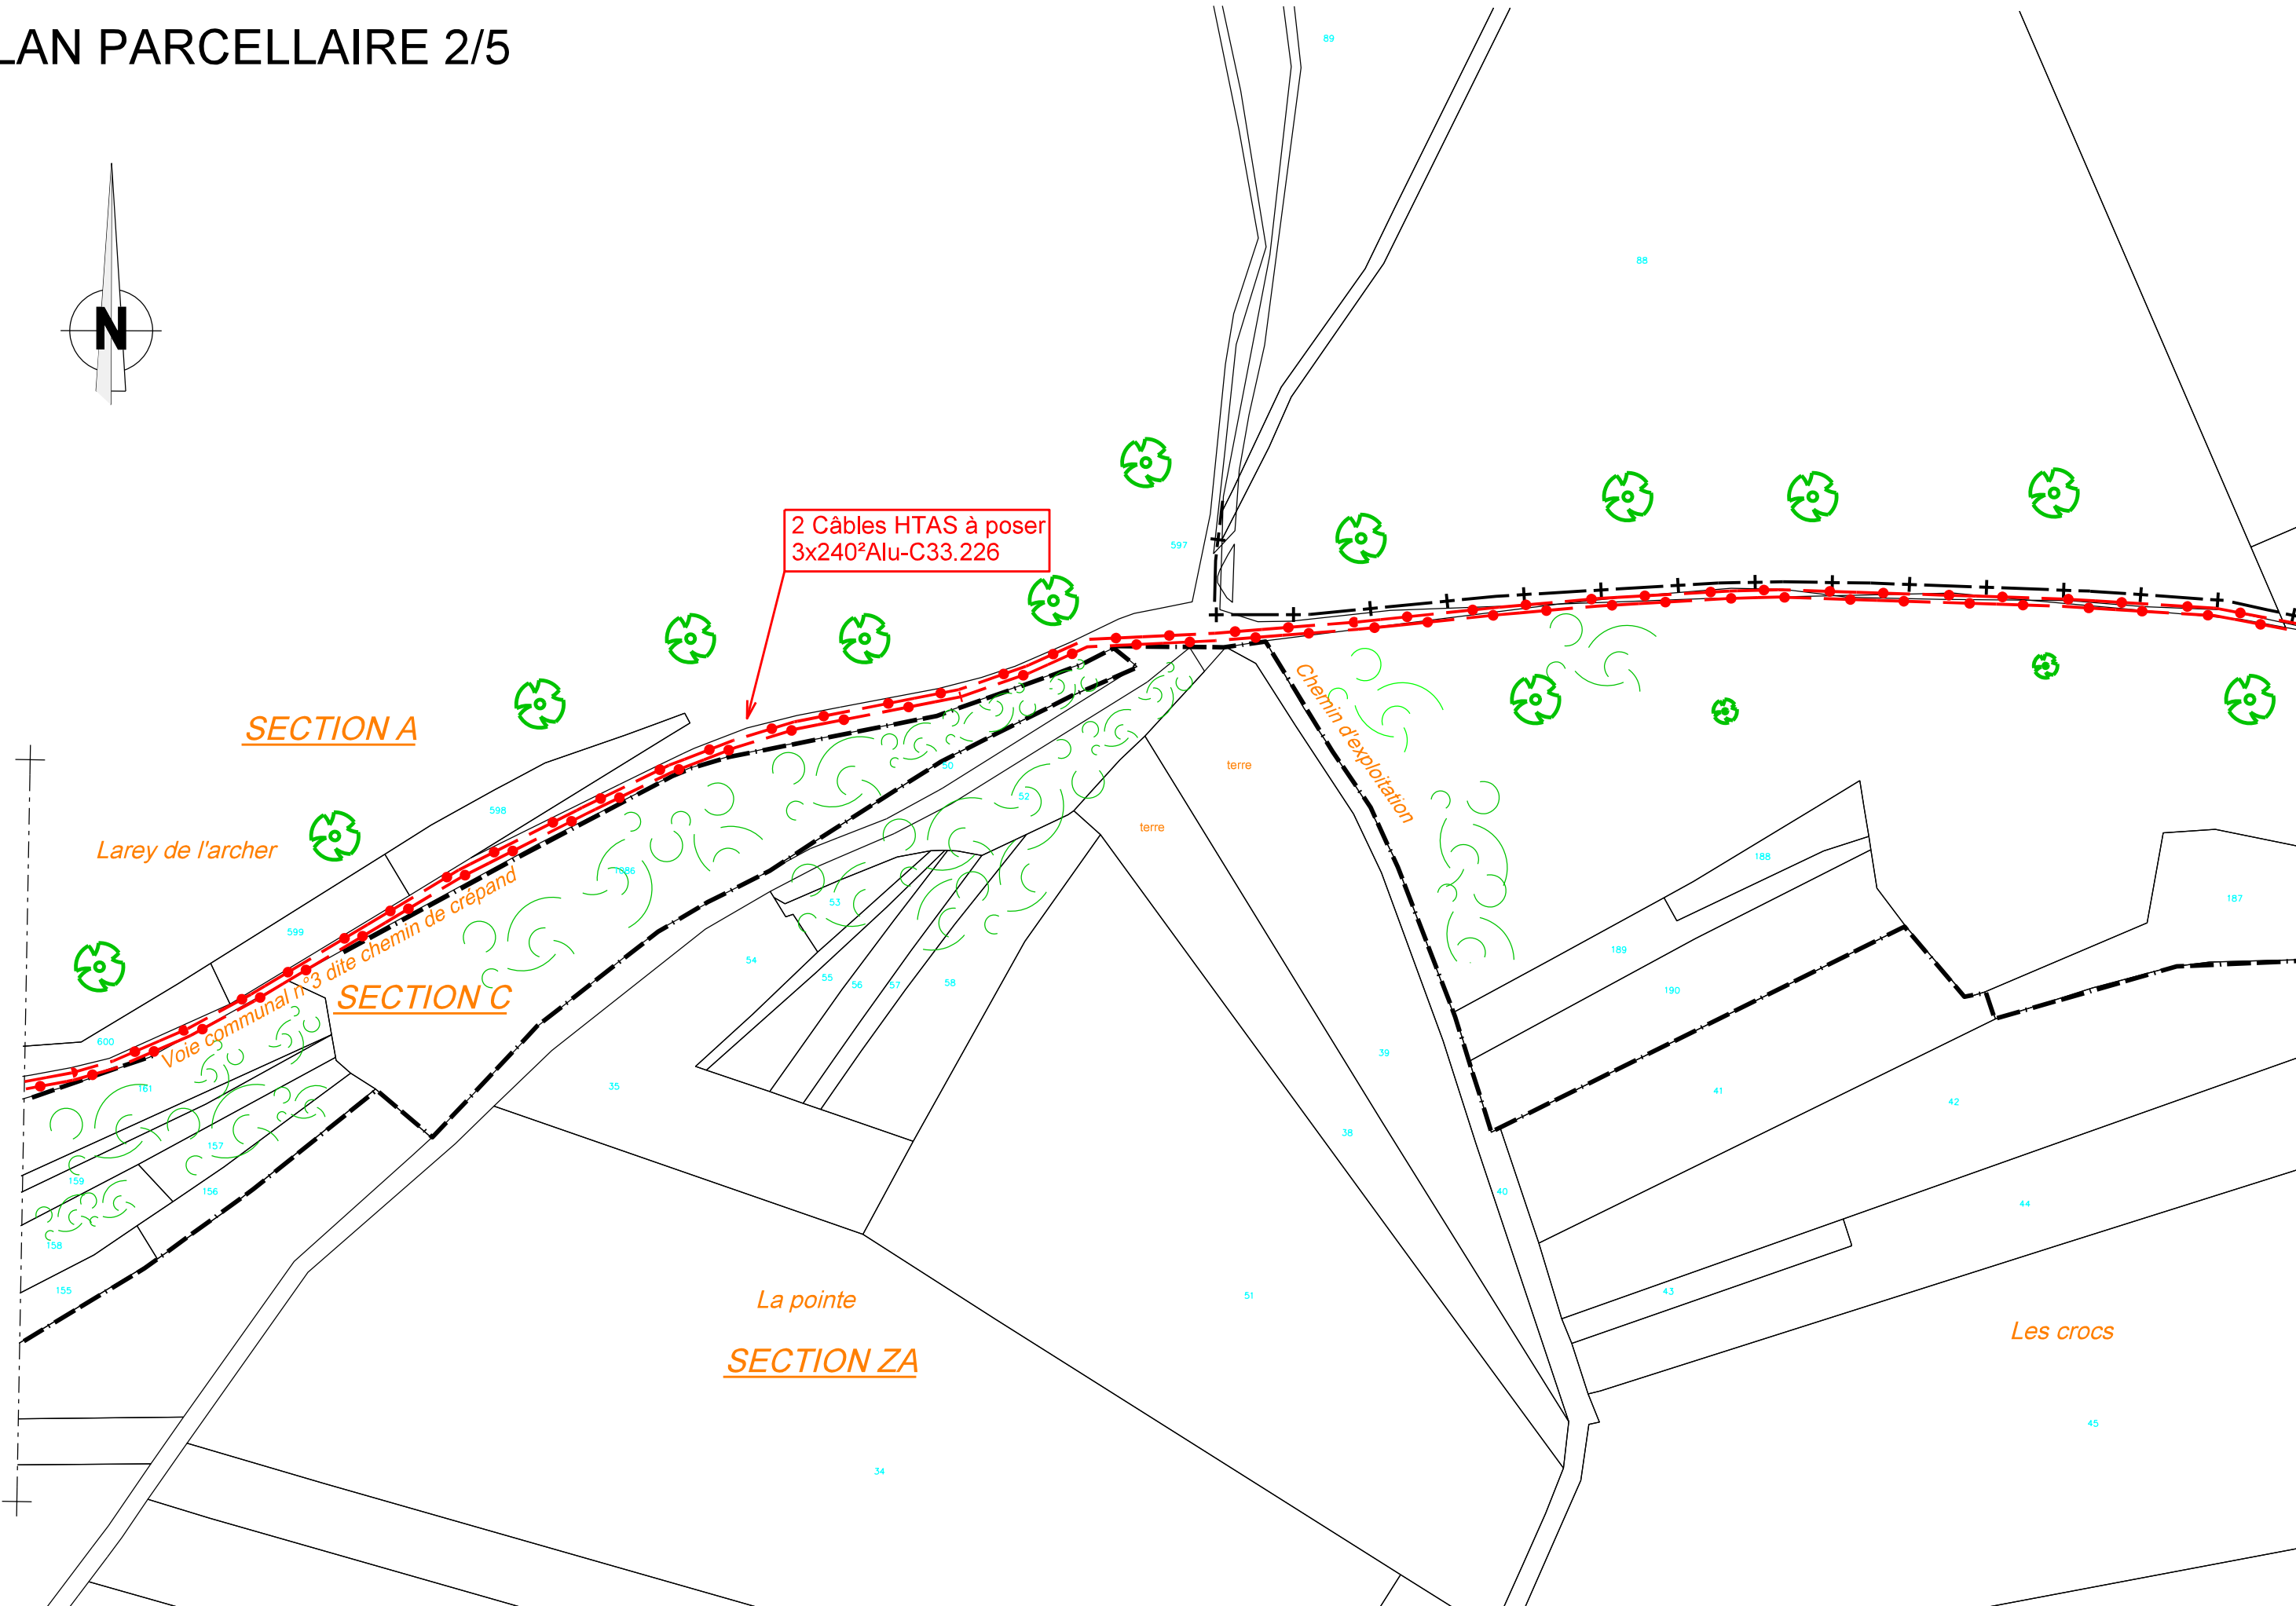 LAN PARCELLAIRE 2/5
89
88
N
2 Câbles HTAS à poser
3x240²Alu-C33.226
597
SECTION A
Chemin d'exploitation
terre
50
52
598
terre
Larey de l'archer
188
1086
53
187
599
Voie communal n°3 dite chemin de crépand
SECTION C
189
54
55
56
57
58
190
600
39
35
161
41
42
38
157
159
156
40
44
158
155
43
51
La pointe
Les crocs
SECTION ZA
45
34